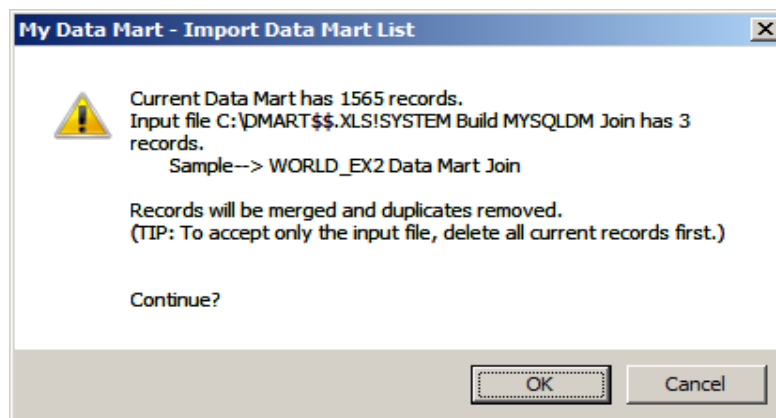 My Data Mart - Import Data Mart List
Current Data Mart has 1565 records.
Input file C:\DMART$$.XLS!SYSTEM Build MYSQLDM Join has 3
records.
Sample--> WORLD_EX2 Data Mart Join
Records will be merged and duplicates removed.
(TIP: To accept only the input file, delete all current records first.)
Continue?
OK
Cancel